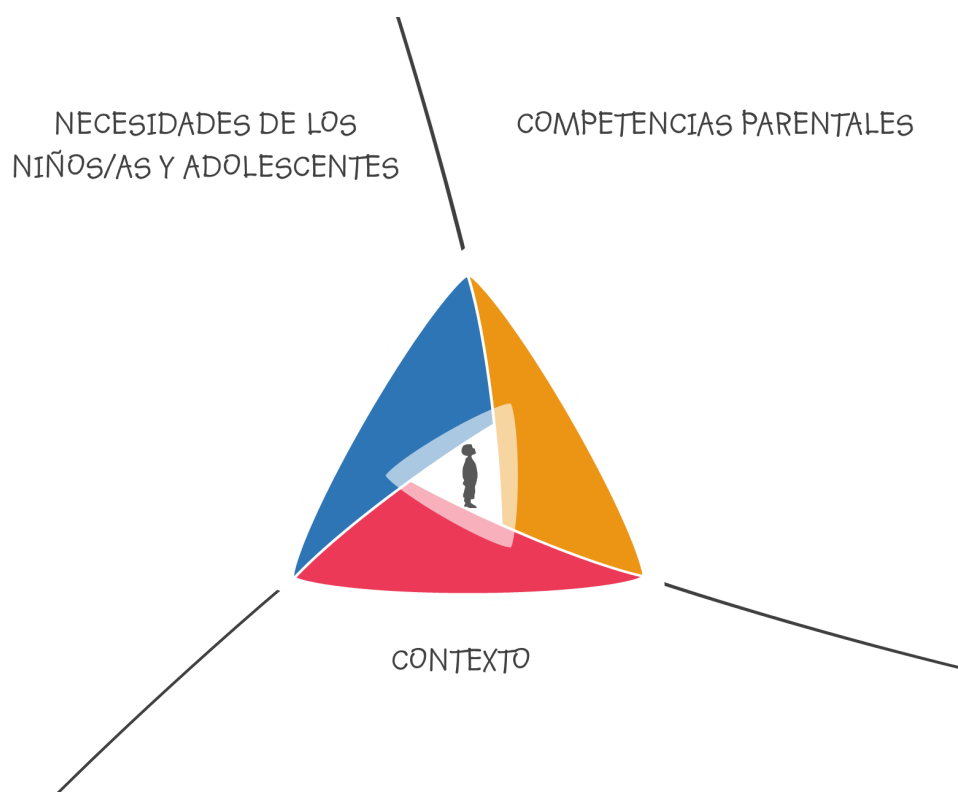 NECESIDADES DE LOS
NIÑOS/AS Y ADOLESCENTES
COMPETENCIAS PARENTALES
CONTEXTO